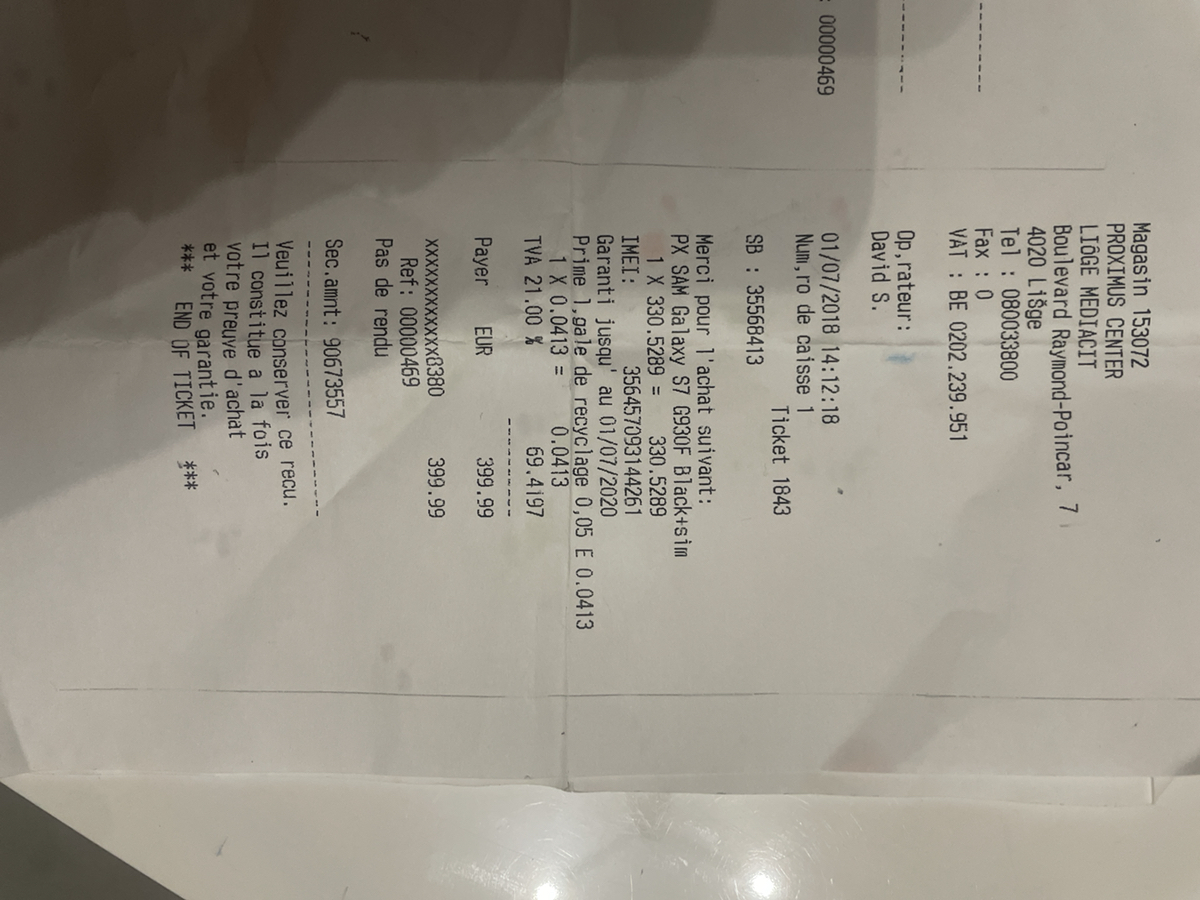 Magasin 153072
PROXIMUS CENTER
LIŐGE MEDIACIT
Boulevard Raymond-Poincar, 7
4020 LiŠge
Tel : 080033800
Fax : 0
VAT : BE 0202.239.951
Op,rateur:
David S.
01/07/2018 14:12:18
Num,ro de caisse 1
Ticket 1843
SB : 35568413
Merci pour l'achat suivant:
PX SAM Galaxy S7 G930F Black+sim
1 X 330.5289 = 330.5289
IMEI: 356457093144261
Garanti jusqu' au 01/07/2020
Prime l,gale de recyclage 0,05 E 0.0413
1 X 0.0413 = 0.0413
TVA 21.00 % 69.4197
---------
Payer EUR 399.99
xxxxxxxxxxxx8380 399.99
Ref: 00000469
Pas de rendu
Sec.amnt: 90673557
------------------------------
Veuillez conserver ce recu.
Il constitue a la fois
votre preuve d'achat
et votre garantie.
*** END OF TICKET ***
: 00000469